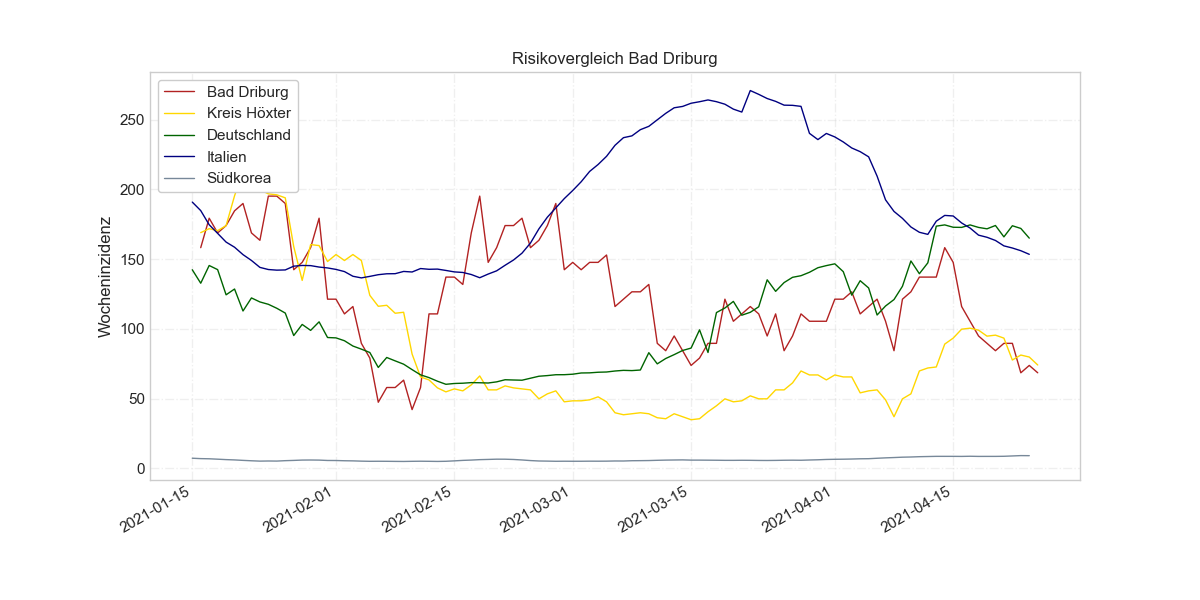 Risikovergleich Bad Driburg
Bad Driburg
Kreis Höxter
Deutschland
Italien
Südkorea
Wocheninzidenz
250
200
150
100
50
0
2021-01-15
2021-02-01
2021-02-15
2021-03-01
2021-03-15
2021-04-01
2021-04-15